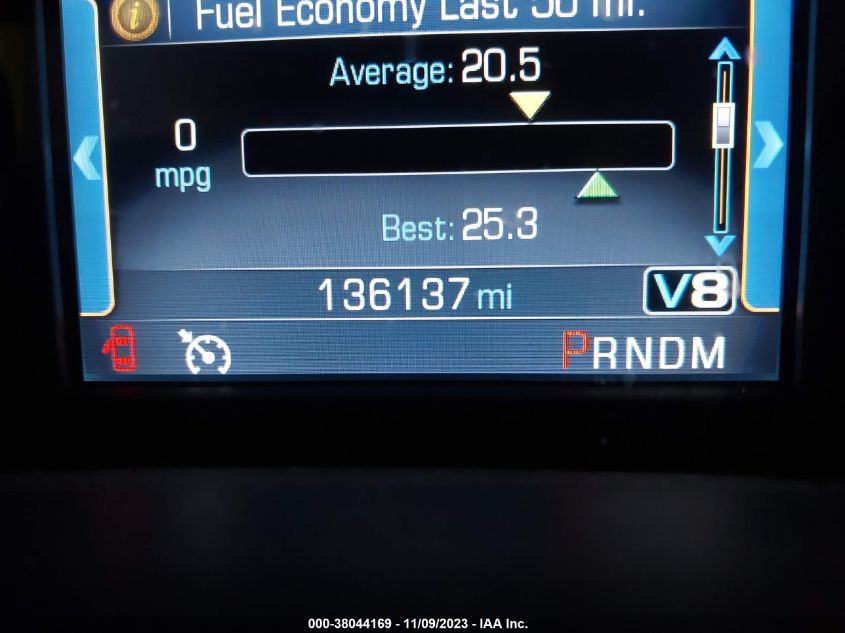 Fuel Economy Last 50 mi.
Average: 20.5
0
mpg
Best: 25.3
136137 mi V8
PRNDM
000-38044169 - 11/09/2023 - IAA Inc.